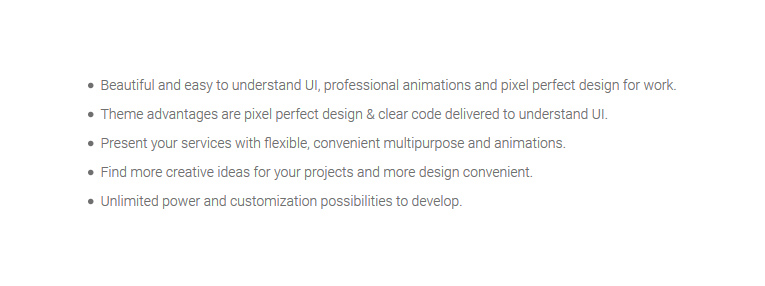 • Beautiful and easy to understand UI, professional animations and pixel perfect design for work.
• Theme advantages are pixel perfect design & clear code delivered to understand UI.
• Present your services with flexible, convenient multipurpose and animations.
• Find more creative ideas for your projects and more design convenient.
• Unlimited power and customization possibilities to develop.